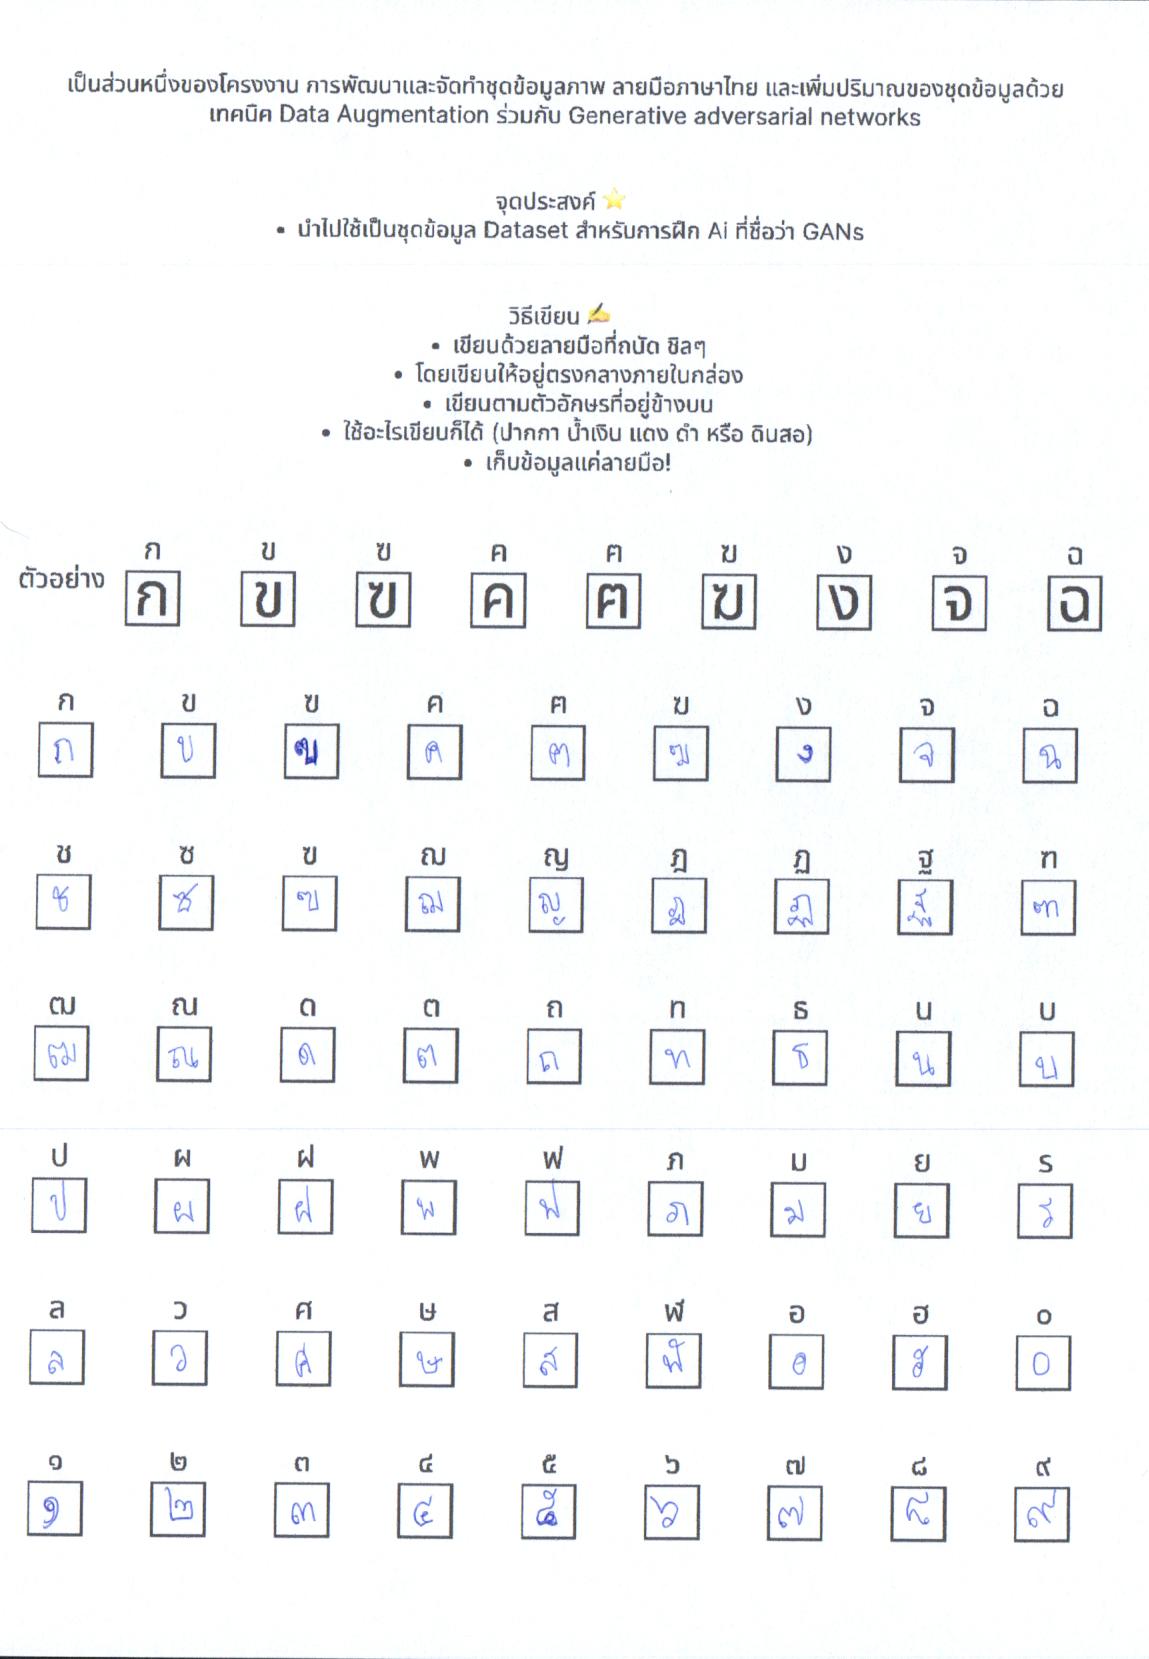 เป็นส่วนหนึ่งของโครงงาน การพัฒนาและจัดทำชุดข้อมูลภาพ ลายมือภาษาไทย และเพิ่มปริมาณของชุดข้อมูลด้วย
เทคนิค Data Augmentation ร่วมกับ Generative adversarial networks
จุดประสงค์ ⭐
• นำไปใช้เป็นชุดข้อมูล Dataset สำหรับการฝึก Ai ที่ชื่อว่า GANs
วิธีเขียน ✍
• เขียนด้วยลายมือที่ถนัด ชิลๆ
• โดยเขียนให้อยู่ตรงกลางภายในกล่อง
• เขียนตามตัวอักษรที่อยู่ข้างบน
• ใช้อะไรเขียนก็ได้ (ปากกา น้ำเงิน แดง ดำ หรือ ดินสอ)
• เก็บข้อมูลแค่ลายมือ!
ก ข ฃ ค ฅ ฆ ง จ ฉ
ตัวอย่าง ก ข ฃ ค ฅ ฆ ง จ ฉ
ก ข ฃ ค ฅ ฆ ง จ ฉ
ก ข ฃ ค ฅ ฆ ง จ ฉ
ช ซ ฃ ฌ ญ ฎ ฏ ฐ ฑ
ช ซ ฃ ฌ ญ ฎ ฏ ฐ ฑ
ฒ ณ ด ต ถ ท ธ น บ
ฒ ณ ด ต ถ ท ธ น บ
ป ผ ฝ พ ฟ ภ ม ย ร
ป ผ ฝ พ ฟ ภ ม ย ร
ล ว ศ ษ ส ฬ อ ฮ ๐
ล ว ศ ษ ส ฬ อ ฮ ๐
๑ ๒ ๓ ๔ ๕ ๖ ๗ ๘ ๙
๑ ๒ ๓ ๔ ๕ ๖ ๗ ๘ ๙